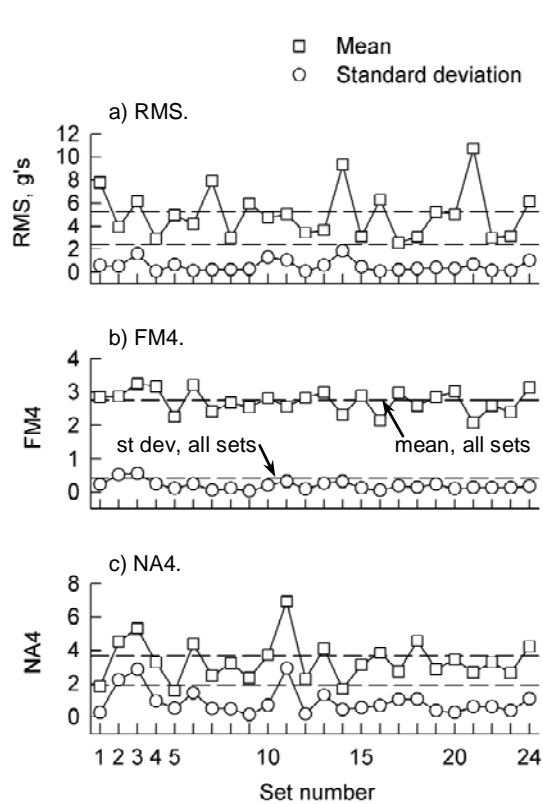 Mean
Standard deviation
a) RMS.
12
10
8
6
4
2
0
RMS, g's
b) FM4.
4
3
2
1
0
FM4
st dev, all sets
mean, all sets
c) NA4.
8
6
4
2
0
NA4
1 2 3 4 5 10 15 20 24
Set number